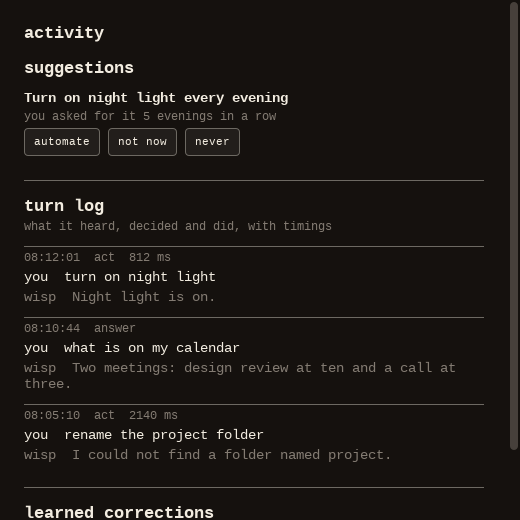 activity
suggestions
Turn on night light every evening
you asked for it 5 evenings in a row
automate not now never
turn log
what it heard, decided and did, with timings
08:12:01 act 812 ms
you turn on night light
wisp Night light is on.
08:10:44 answer
you what is on my calendar
wisp Two meetings: design review at ten and a call at
three.
08:05:10 act 2140 ms
you rename the project folder
wisp I could not find a folder named project.
learned corrections